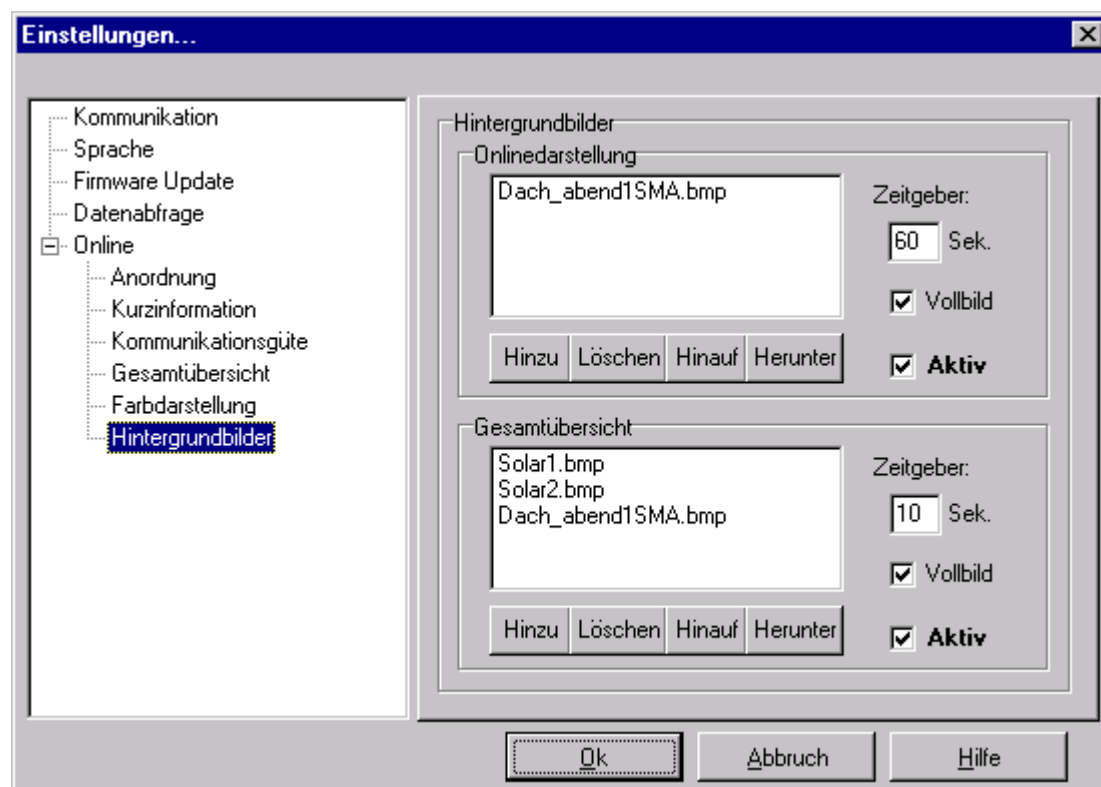 Einstellungen...
Kommunikation
Sprache
Firmware Update
Datenabfrage
Online
Anordnung
Kurzinformation
Kommunikationsgüte
Gesamtübersicht
Farbdarstellung
Hintergrundbilder
Hintergrundbilder
Onlinedarstellung
Dach_abend1SMA.bmp
Zeitgeber:
60 Sek.
Vollbild
Hinzu Löschen Hinauf Herunter
Aktiv
Gesamtübersicht
Solar1.bmp
Solar2.bmp
Dach_abend1SMA.bmp
Zeitgeber:
10 Sek.
Vollbild
Hinzu Löschen Hinauf Herunter
Aktiv
Ok Abbruch Hilfe